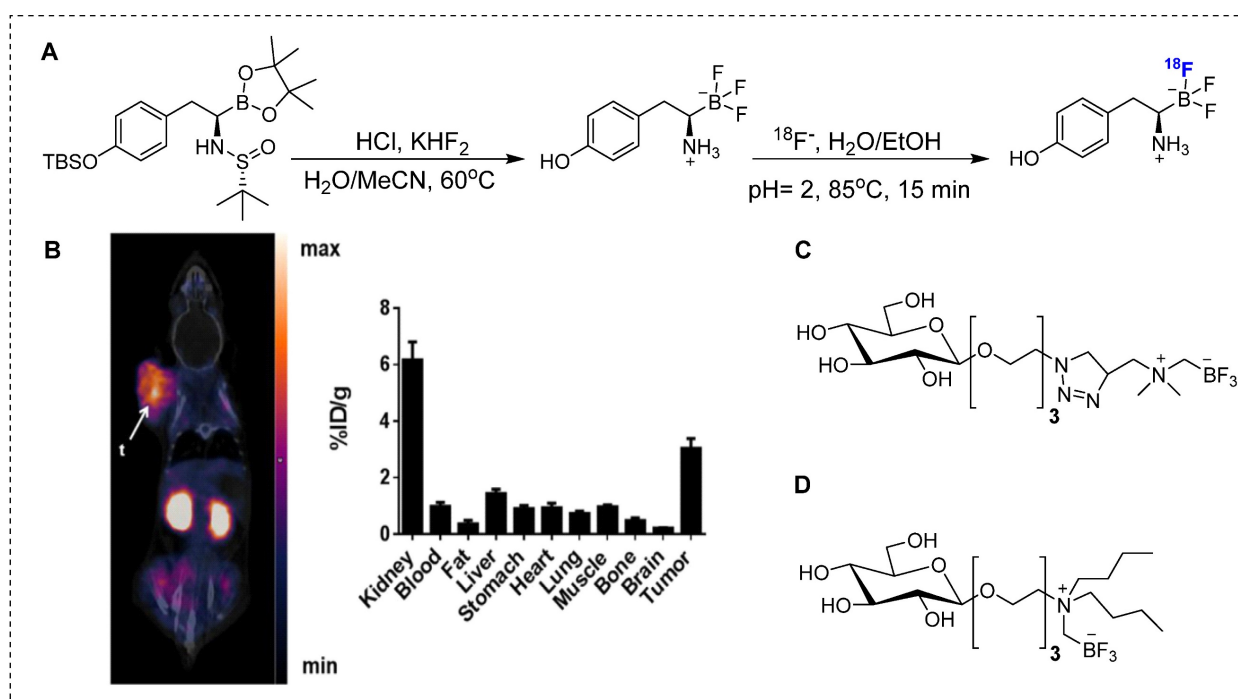 A
O
B
O
HN
S
O
TBSO
HCl, KHF₂
H₂O/MeCN, 60°C
F
F
B
−
F
NH₃
+
HO
¹⁸F⁻, H₂O/EtOH
pH= 2, 85°C, 15 min
¹⁸F
F
B
−
F
NH₃
+
HO
B
max
t
min
%ID/g
8
6
4
2
0
Kidney
Blood
Fat
Liver
Stomach
Heart
Lung
Muscle
Bone
Brain
Tumor
C
OH
HO
O
HO
OH
O
3
N
N=N
N
+
−
BF₃
D
OH
HO
O
HO
OH
O
3
N
+
−
BF₃